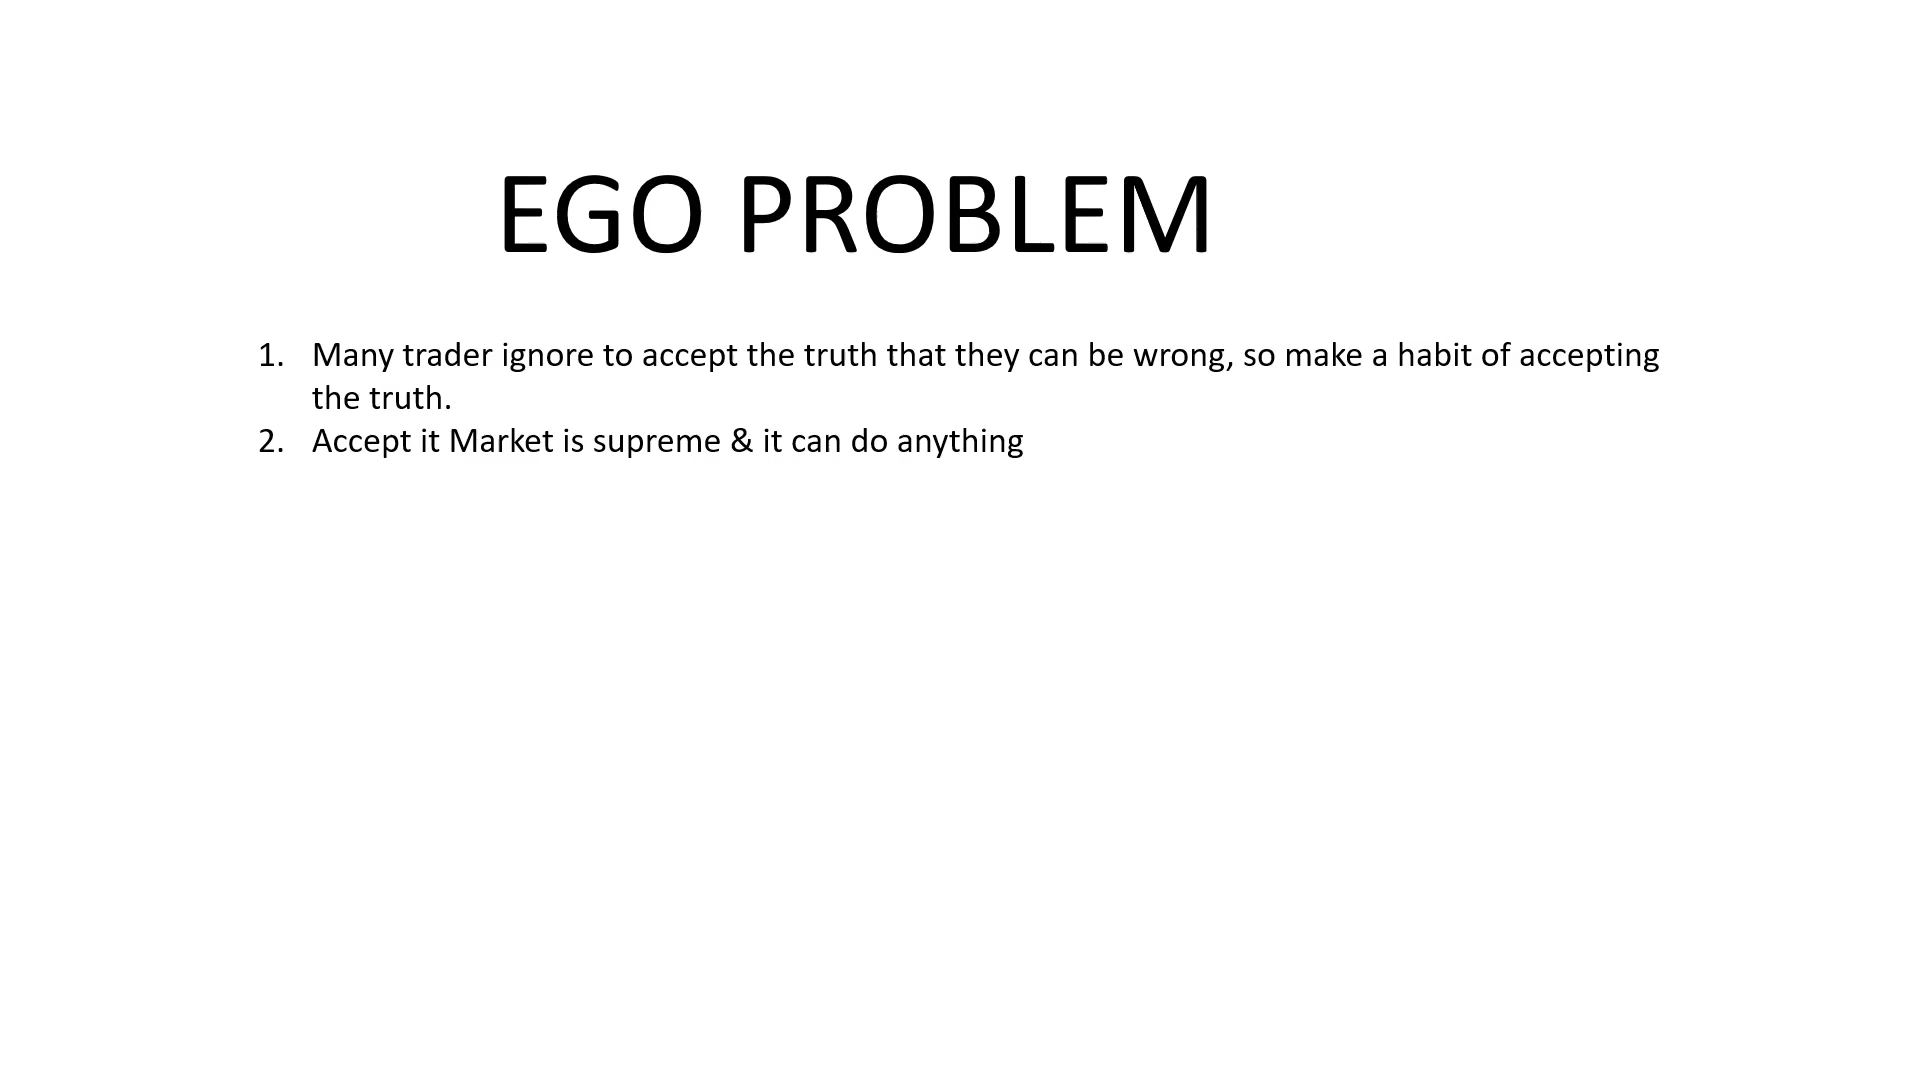 EGO PROBLEM
1. Many trader ignore to accept the truth that they can be wrong, so make a habit of accepting
the truth.
2. Accept it Market is supreme & it can do anything